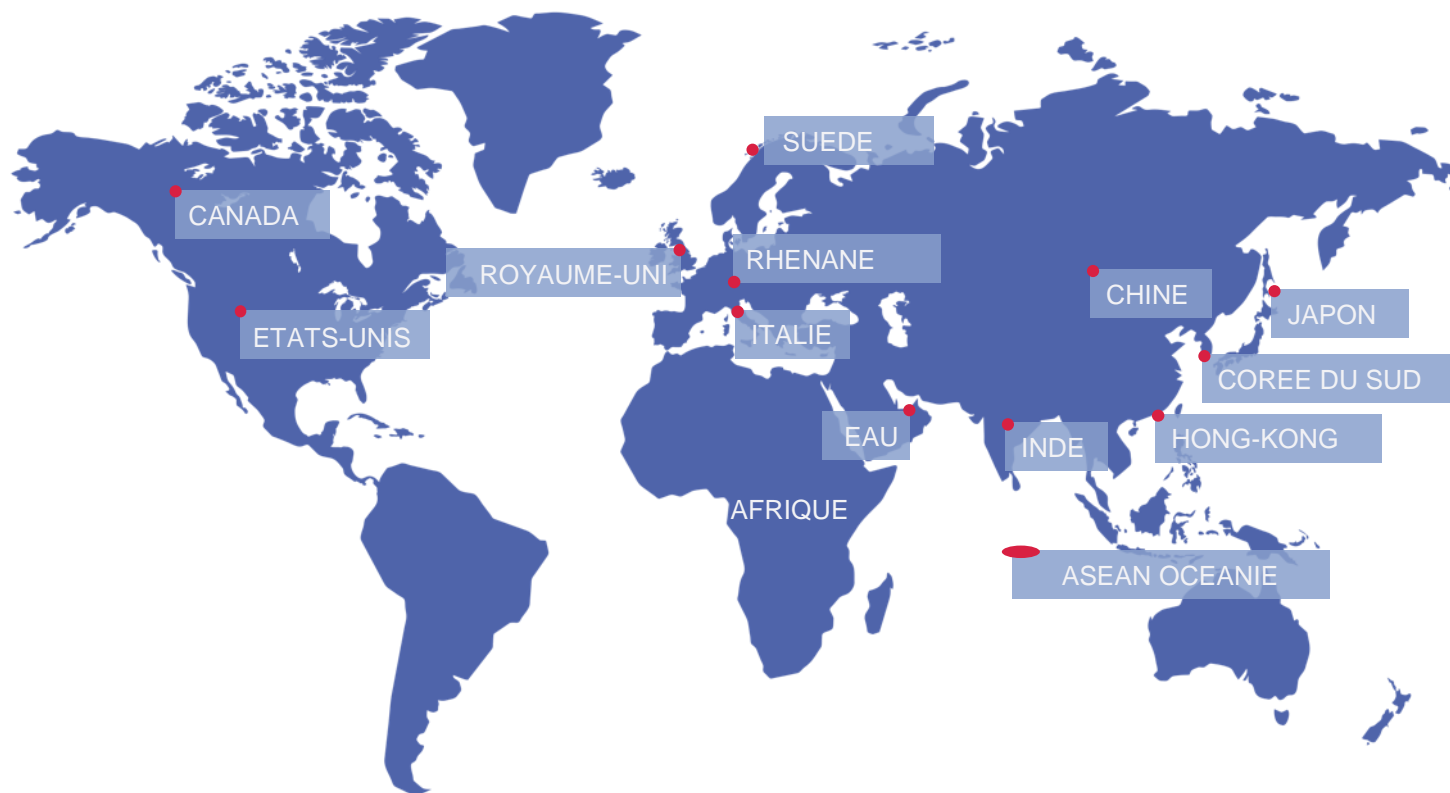 SUEDE
CANADA
RHENANE
ROYAUME-UNI
CHINE
JAPON
ETATS-UNIS
ITALIE
COREE DU SUD
EAU
INDE
HONG-KONG
AFRIQUE
ASEAN OCEANIE